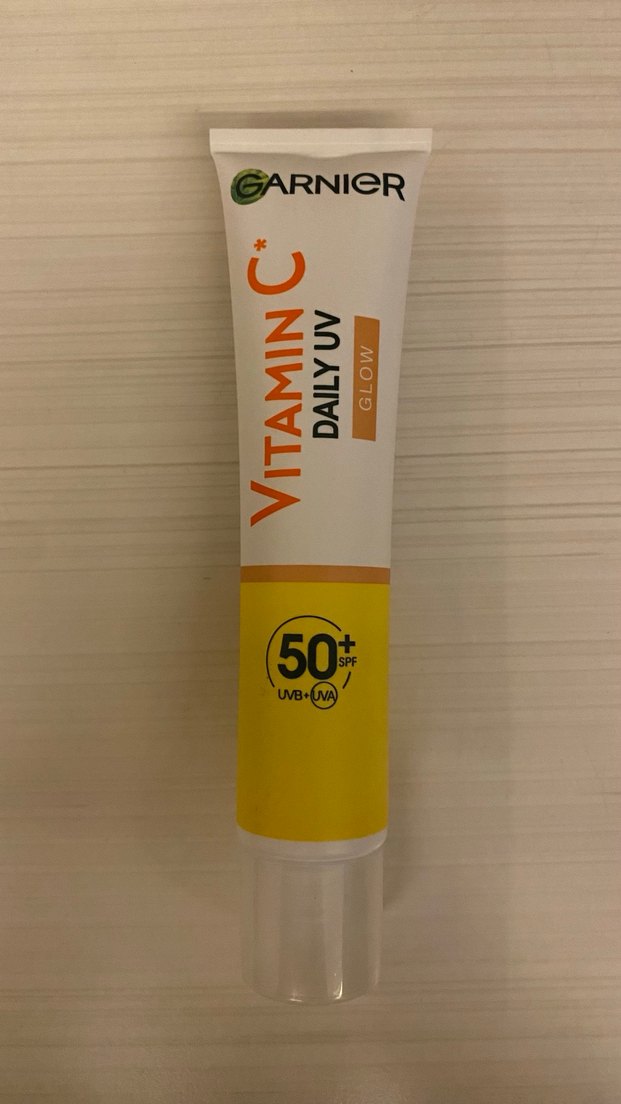 GARNIER
VITAMIN C*
DAILY UV
GLOW
50+
SPF
UVB+UVA